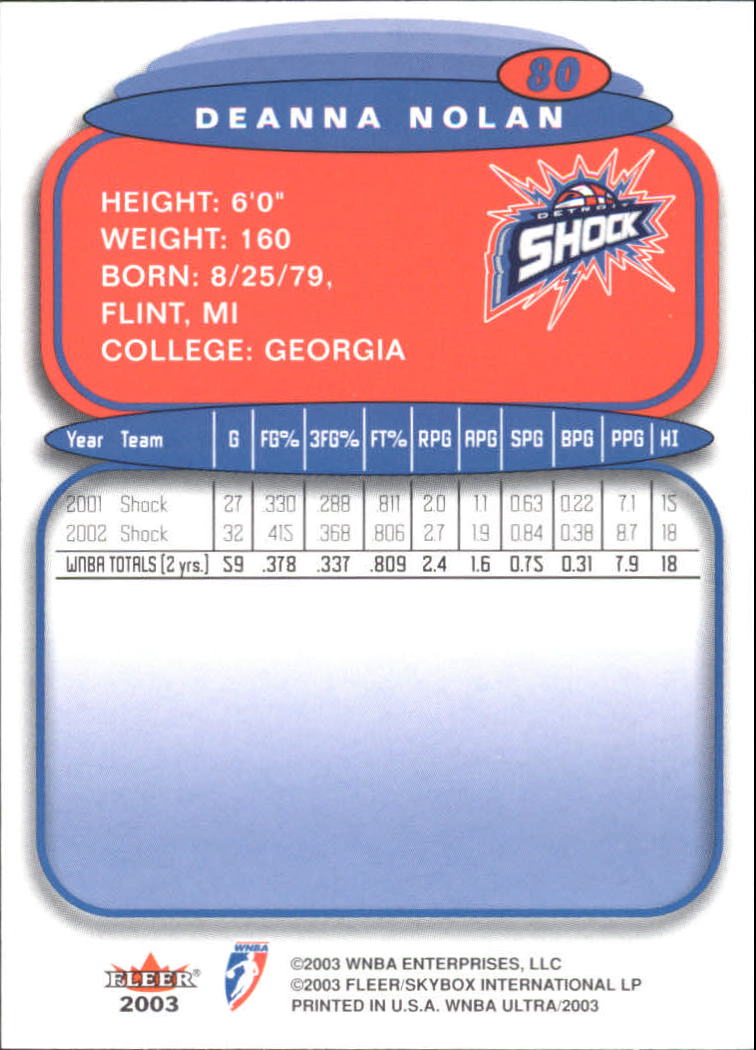 80
DEANNA NOLAN
HEIGHT: 6'0"
WEIGHT: 160
BORN: 8/25/79,
FLINT, MI
COLLEGE: GEORGIA
DETROIT
SHOCK
Year Team G FG% 3FG% FT% RPG APG SPG BPG PPG HI
2001 Shock 27 .330 .288 .811 2.0 1.1 0.63 0.22 7.1 15
2002 Shock 32 .415 .368 .806 2.7 1.9 0.84 0.38 8.7 18
WNBA TOTALS (2 yrs.) 59 .378 .337 .809 2.4 1.6 0.75 0.31 7.9 18
FLEER®
2003
WNBA
©2003 WNBA ENTERPRISES, LLC
©2003 FLEER/SKYBOX INTERNATIONAL LP
PRINTED IN U.S.A. WNBA ULTRA/2003